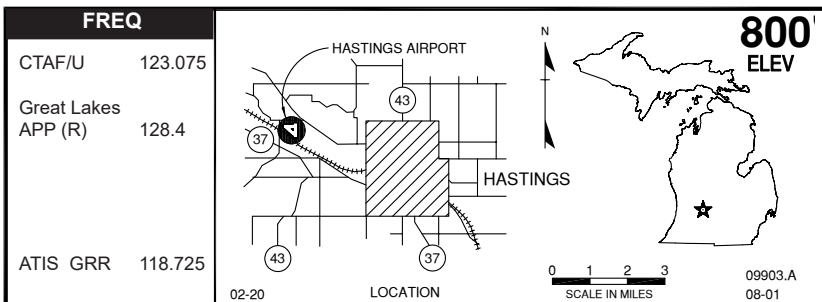 FREQ
CTAF/U 123.075
Great Lakes
APP (R) 128.4
ATIS GRR 118.725
HASTINGS AIRPORT
43
37
HASTINGS
43
37
02-20
LOCATION
N
800'
ELEV
0 1 2 3
SCALE IN MILES
09903.A
08-01